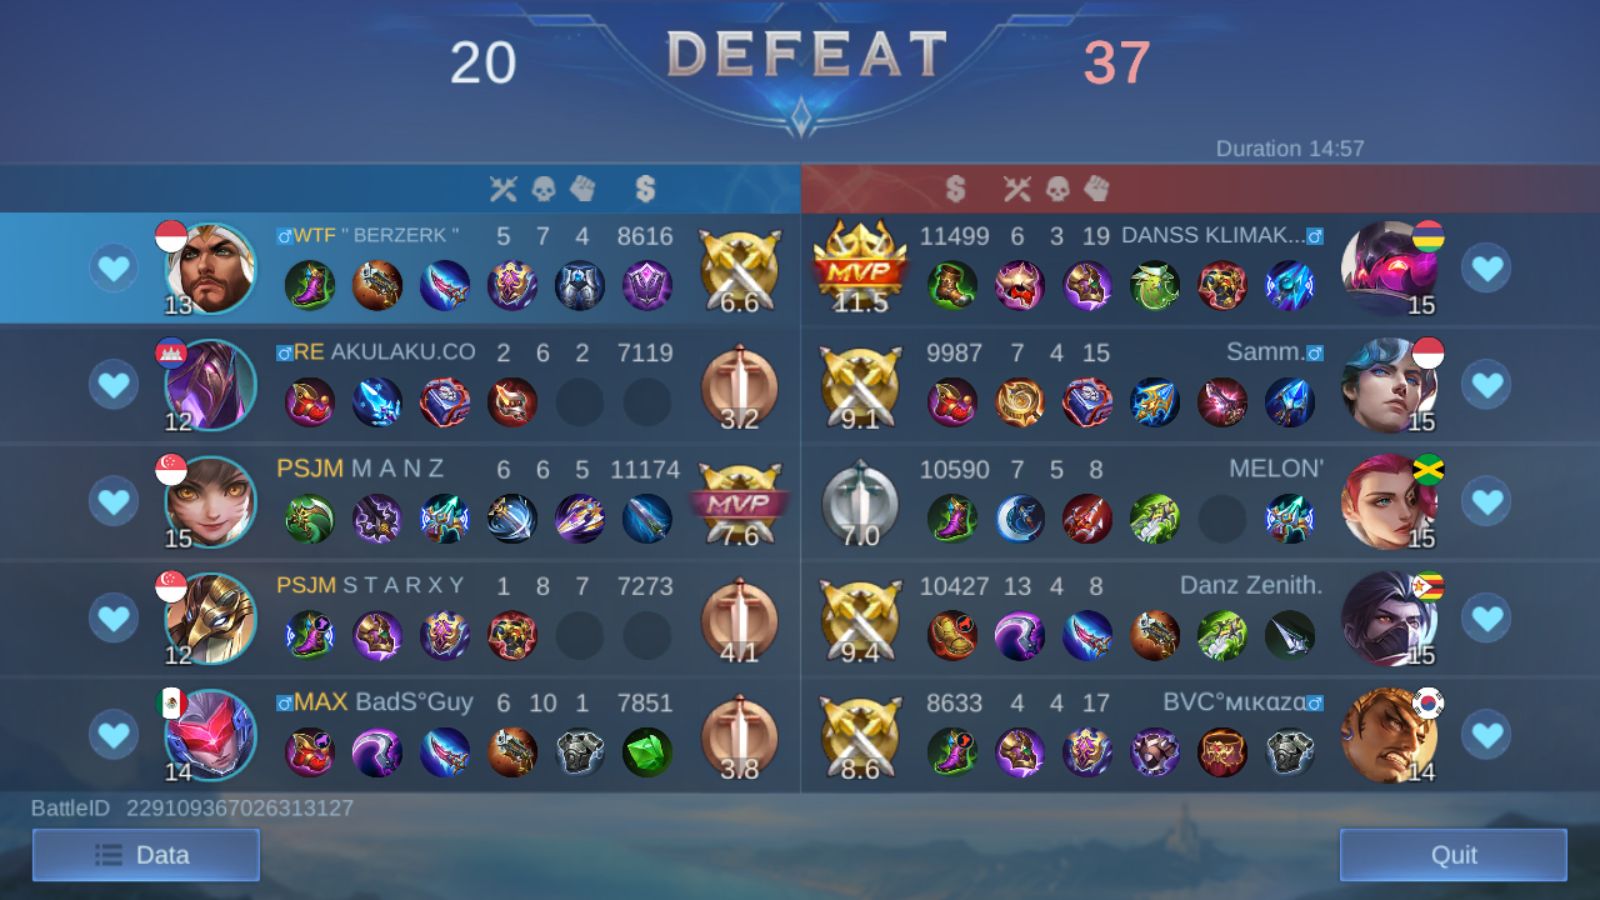 20 DEFEAT 37
Duration 14:57
13 ♂WTF " BERZERK " 5 7 4 8616 6.6
MVP 11.5 11499 6 3 19 DANSS KLIMAK...♂ 15
12 ♂RE AKULAKU.CO 2 6 2 7119 3.2
9.1 9987 7 4 15 Samm.♂ 15
15 PSJM M A N Z 6 6 5 11174 MVP 7.6
7.0 10590 7 5 8 MELON' 15
12 PSJM S T A R X Y 1 8 7 7273 4.1
9.4 10427 13 4 8 Danz Zenith. 15
14 ♂MAX BadS°Guy 6 10 1 7851 3.8
8.6 8633 4 4 17 BVC°мιкαzα♂ 14
BattleID 229109367026313127
Data
Quit